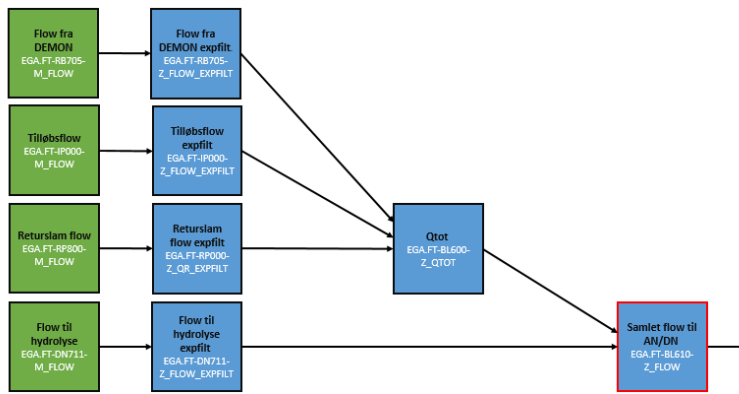 Flow fra
DEMON
EGA.FT-RB705-
M_FLOW
Flow fra
DEMON expfilt.
EGA.FT-RB705-
Z_FLOW_EXPFILT
Tilløbsflow
EGA.FT-IP000-
M_FLOW
Tilløbsflow
expfilt
EGA.FT-IP000-
Z_FLOW_EXPFILT
Returslam flow
EGA.FT-RP800-
M_FLOW
Returslam
flow expfilt
EGA.FT-RP000-
Z_QR_EXPFILT
Qtot
EGA.FT-BL600-
Z_QTOT
Flow til
hydrolyse
EGA.FT-DN711-
M_FLOW
Flow til
hydrolyse
expfilt
EGA.FT-DN711-
Z_FLOW_EXPFILT
Samlet flow til
AN/DN
EGA.FT-BL610-
Z_FLOW